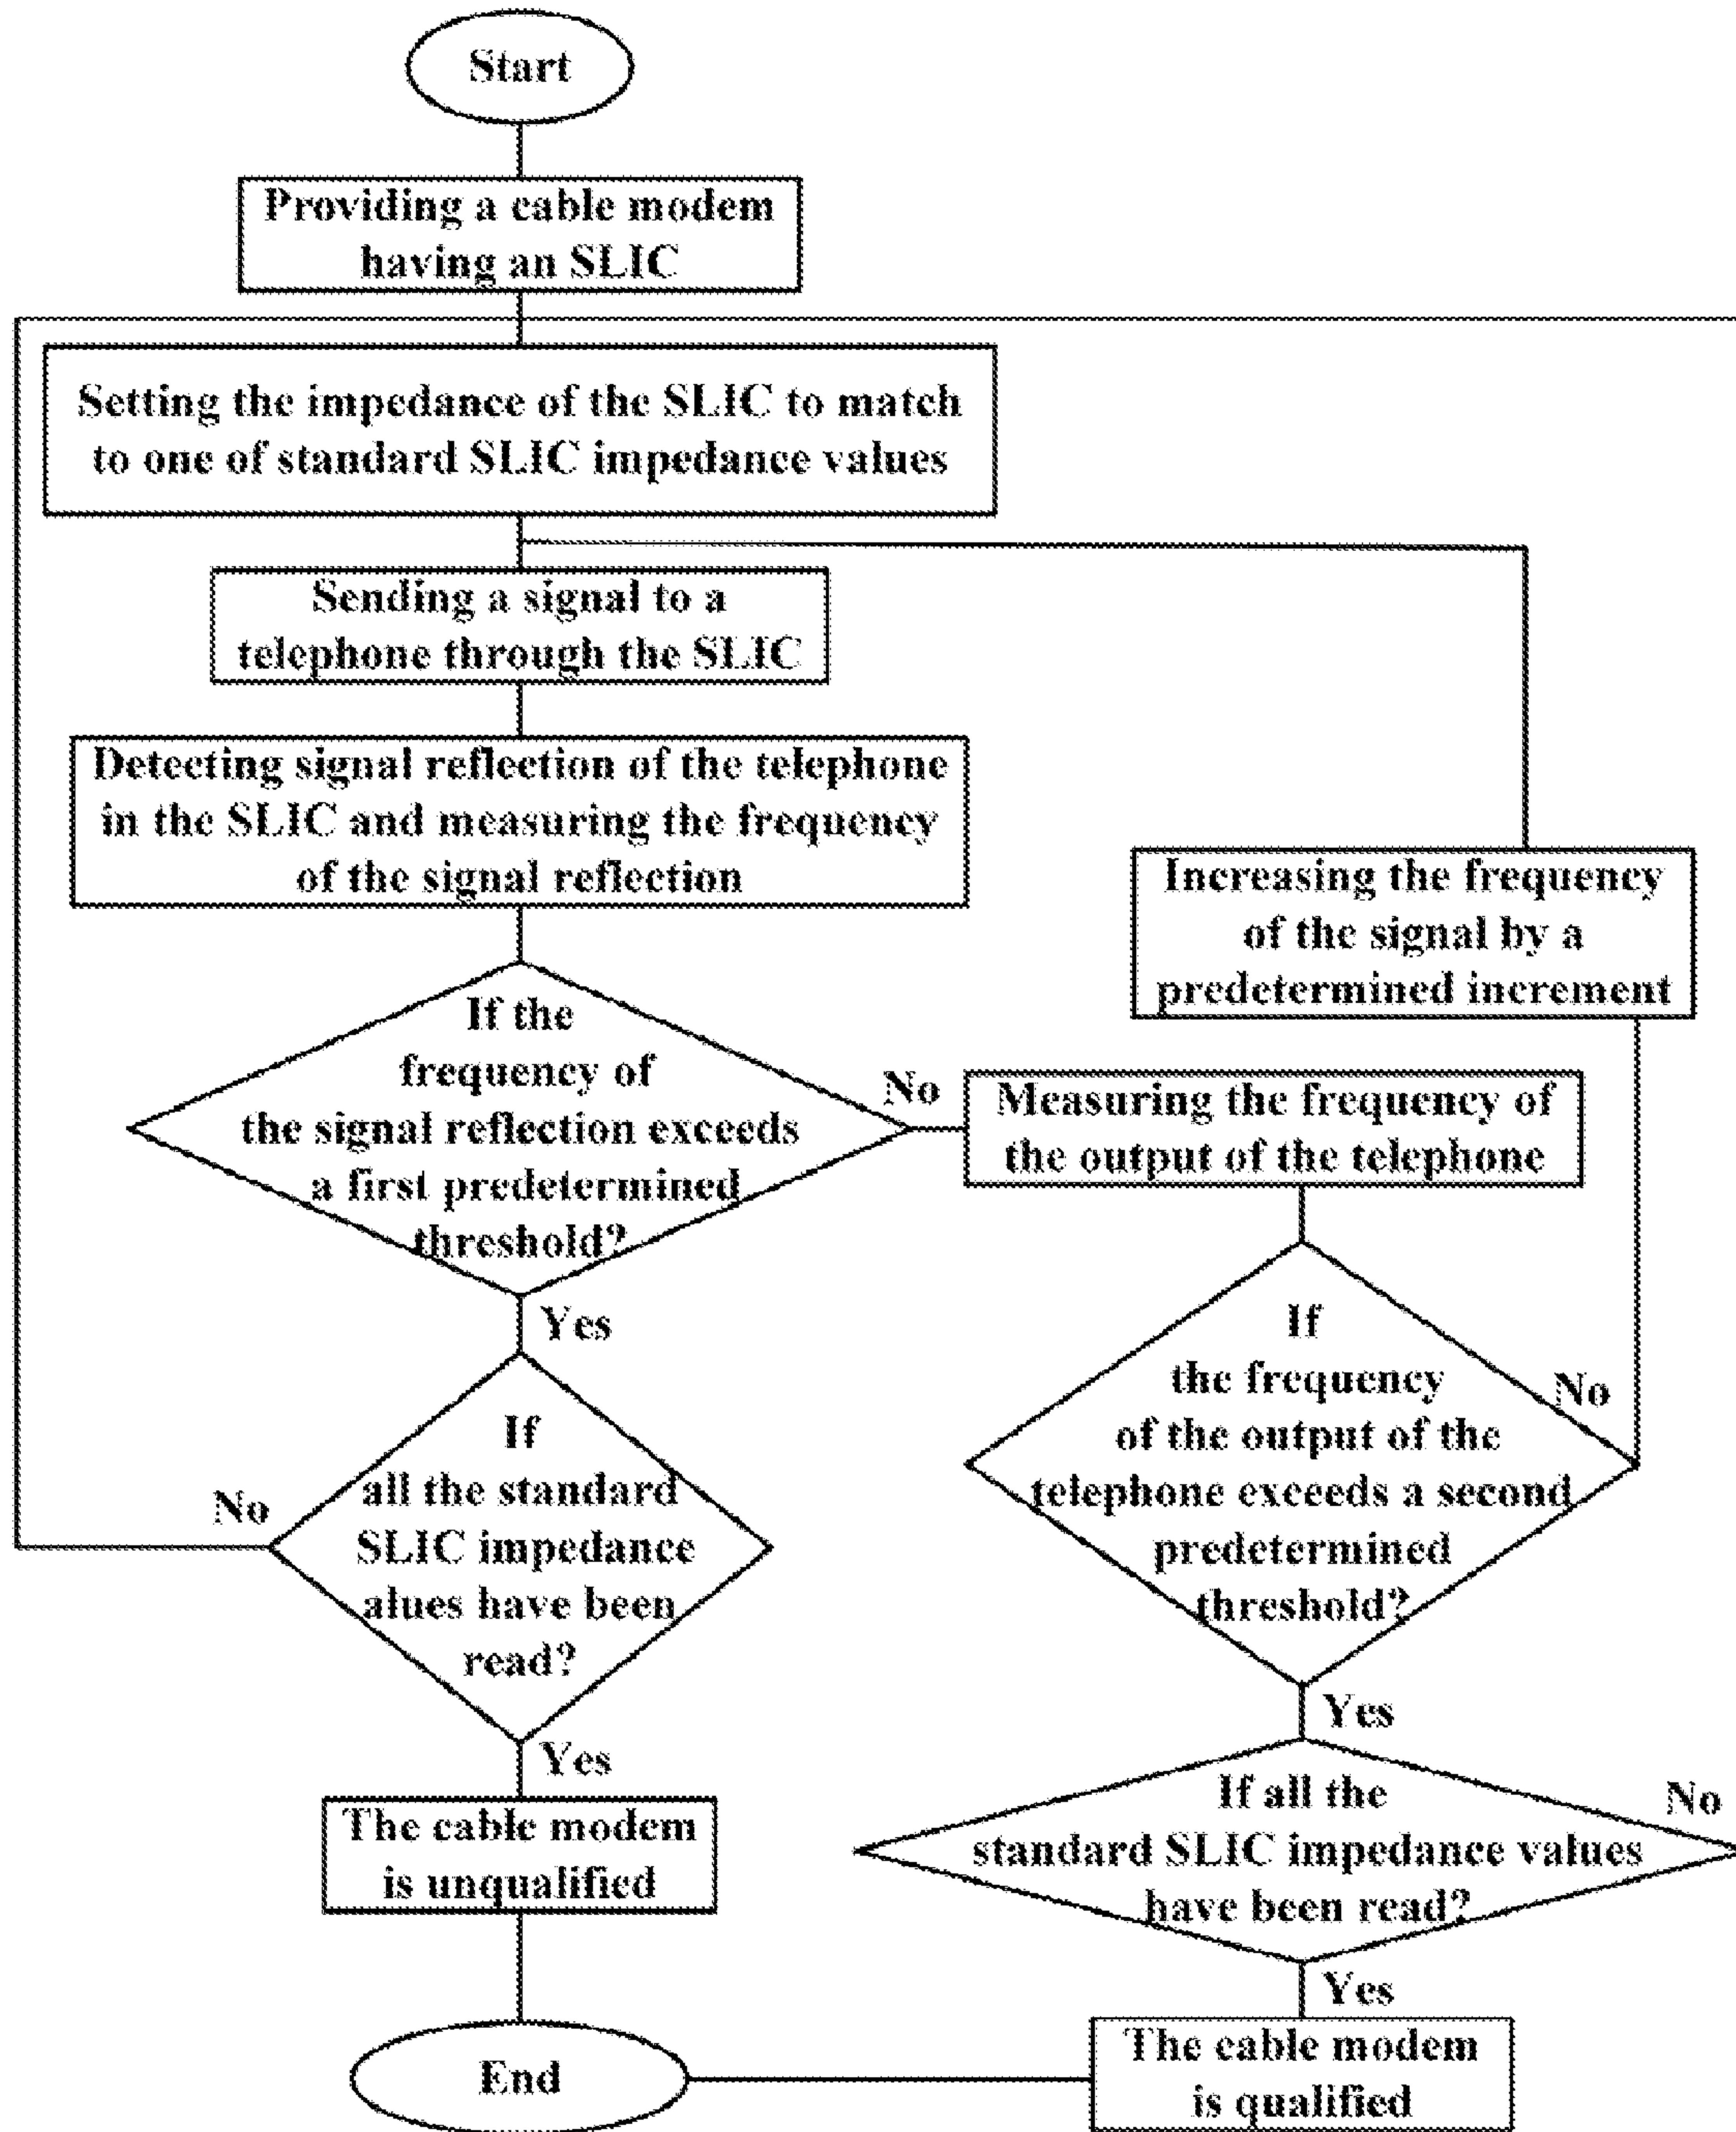 Start
Providing a cable modem
having an SLIC
Setting the impedance of the SLIC to match
to one of standard SLIC impedance values
Sending a signal to a
telephone through the SLIC
Detecting signal reflection of the telephone
in the SLIC and measuring the frequency
of the signal reflection
Increasing the frequency
of the signal by a
predetermined increment
If the
frequency of
the signal reflection exceeds
a first predetermined
threshold?
No
Measuring the frequency of
the output of the telephone
Yes
If
the frequency
of the output of the
telephone exceeds a second
predetermined
threshold?
No
If
all the standard
SLIC impedance
alues have been
read?
No
Yes
Yes
The cable modem
is unqualified
If all the
standard SLIC impedance values
have been read?
No
Yes
The cable modem
is qualified
End